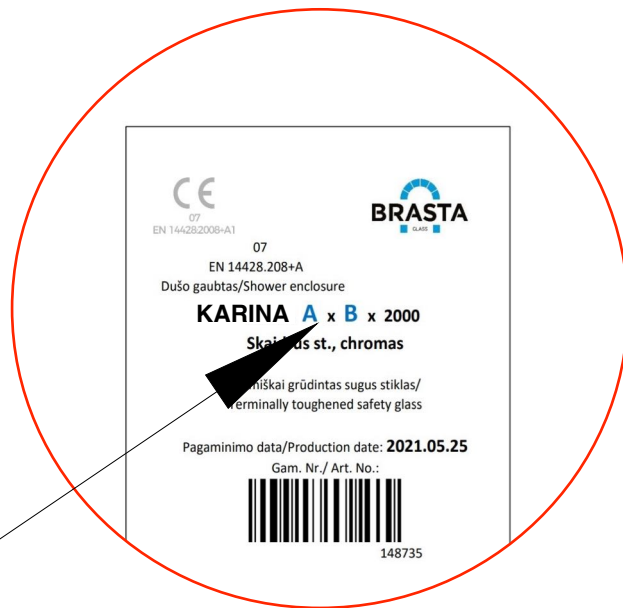 CE
07
EN 14428:2008+A1
BRASTA
GLASS
07
EN 14428.208+A
Dušo gaubtas/Shower enclosure
KARINA A x B x 2000
st., chromas
grūdintas sugus stiklas/
toughened safety glass
Pagaminimo data/Production date: 2021.05.25
Gam. Nr./ Art. No.:
148735